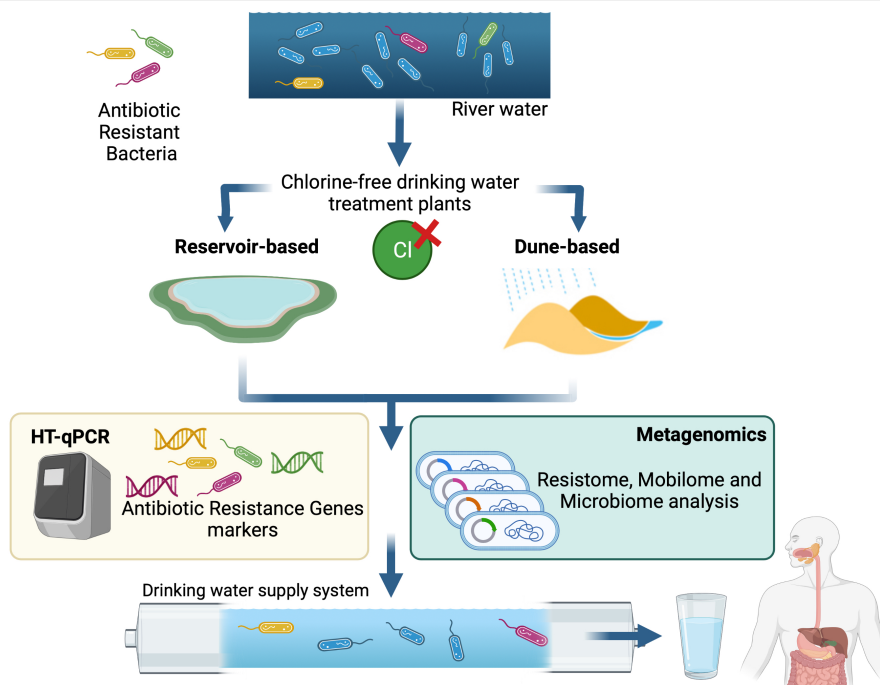 Antibiotic
Resistant
Bacteria
River water
Chlorine-free drinking water
treatment plants
Reservoir-based
Cl
Dune-based
HT-qPCR
Antibiotic Resistance Genes
markers
Metagenomics
Resistome, Mobilome and
Microbiome analysis
Drinking water supply system